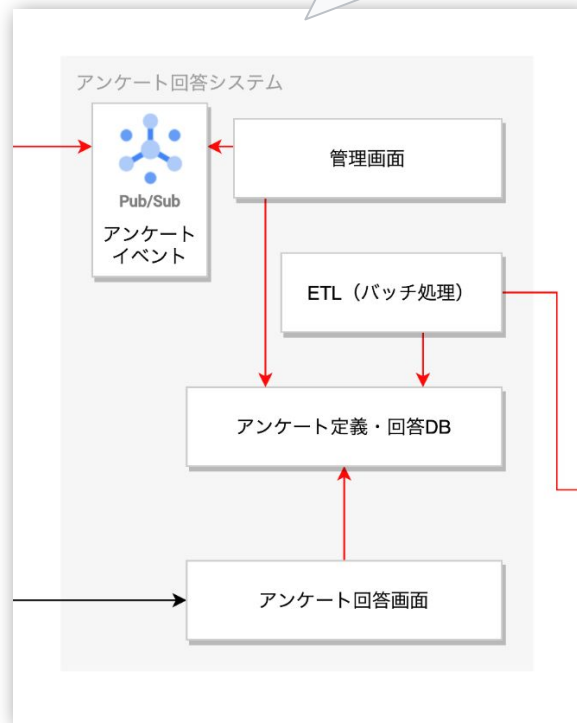 アンケート回答システム
Pub/Sub
アンケート
イベント
管理画面
ETL（バッチ処理）
アンケート定義・回答DB
アンケート回答画面